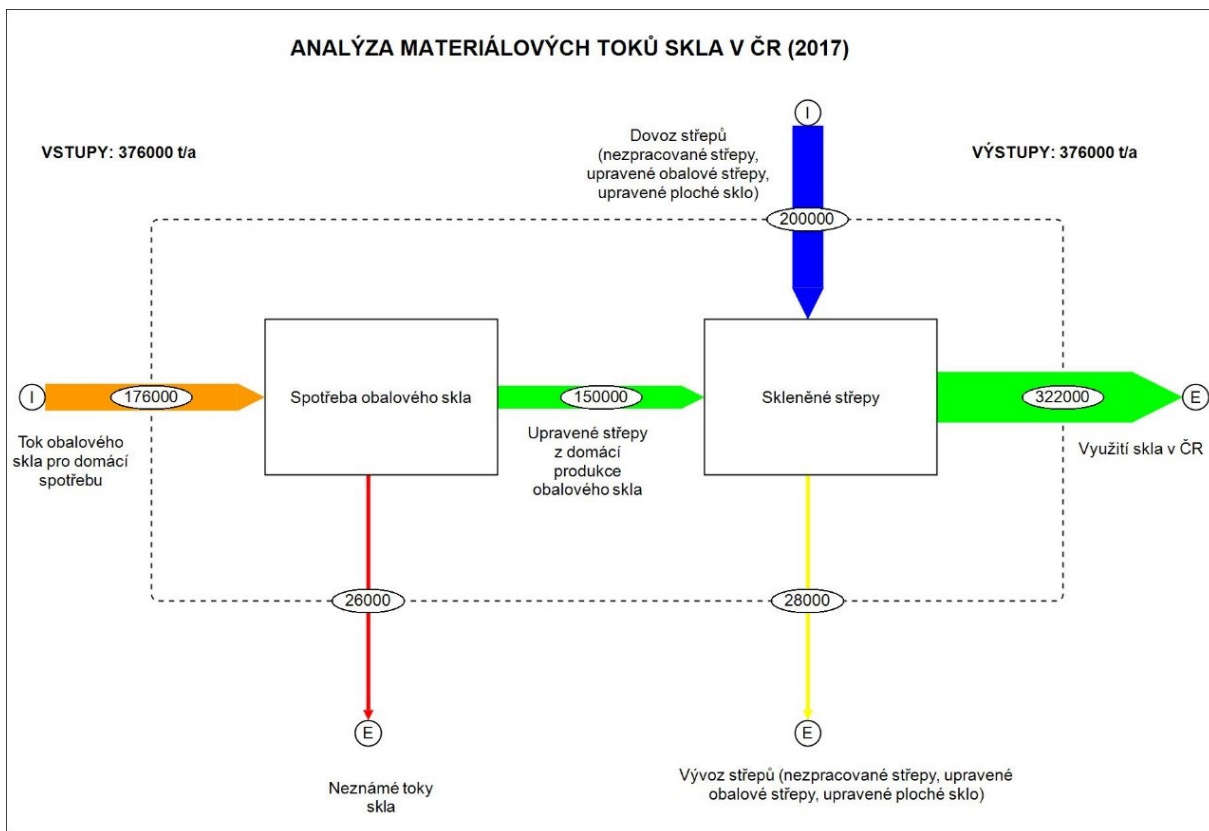 ANALÝZA MATERIÁLOVÝCH TOKŮ SKLA V ČR (2017)
I
VSTUPY: 376000 t/a
Dovoz střepů
(nezpracované střepy,
upravené obalové střepy,
upravené ploché sklo)
VÝSTUPY: 376000 t/a
200000
I
176000
Spotřeba obalového skla
150000
Skleněné střepy
322000
E
Tok obalového
skla pro domácí
spotřebu
Upravené střepy
z domácí
produkce
obalového skla
Využití skla v ČR
26000
28000
E
E
Neznámé toky
skla
Vývoz střepů (nezpracované střepy, upravené
obalové střepy, upravené ploché sklo)